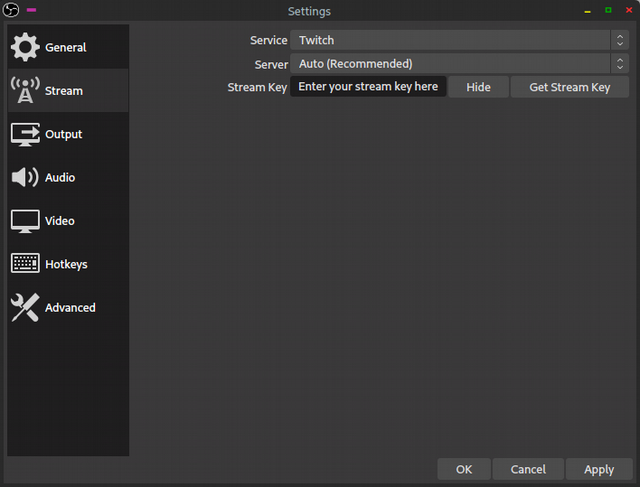 Settings
General
Stream
Output
Audio
Video
Hotkeys
Advanced
Service Twitch
Server Auto (Recommended)
Stream Key Enter your stream key here Hide Get Stream Key
OK Cancel Apply